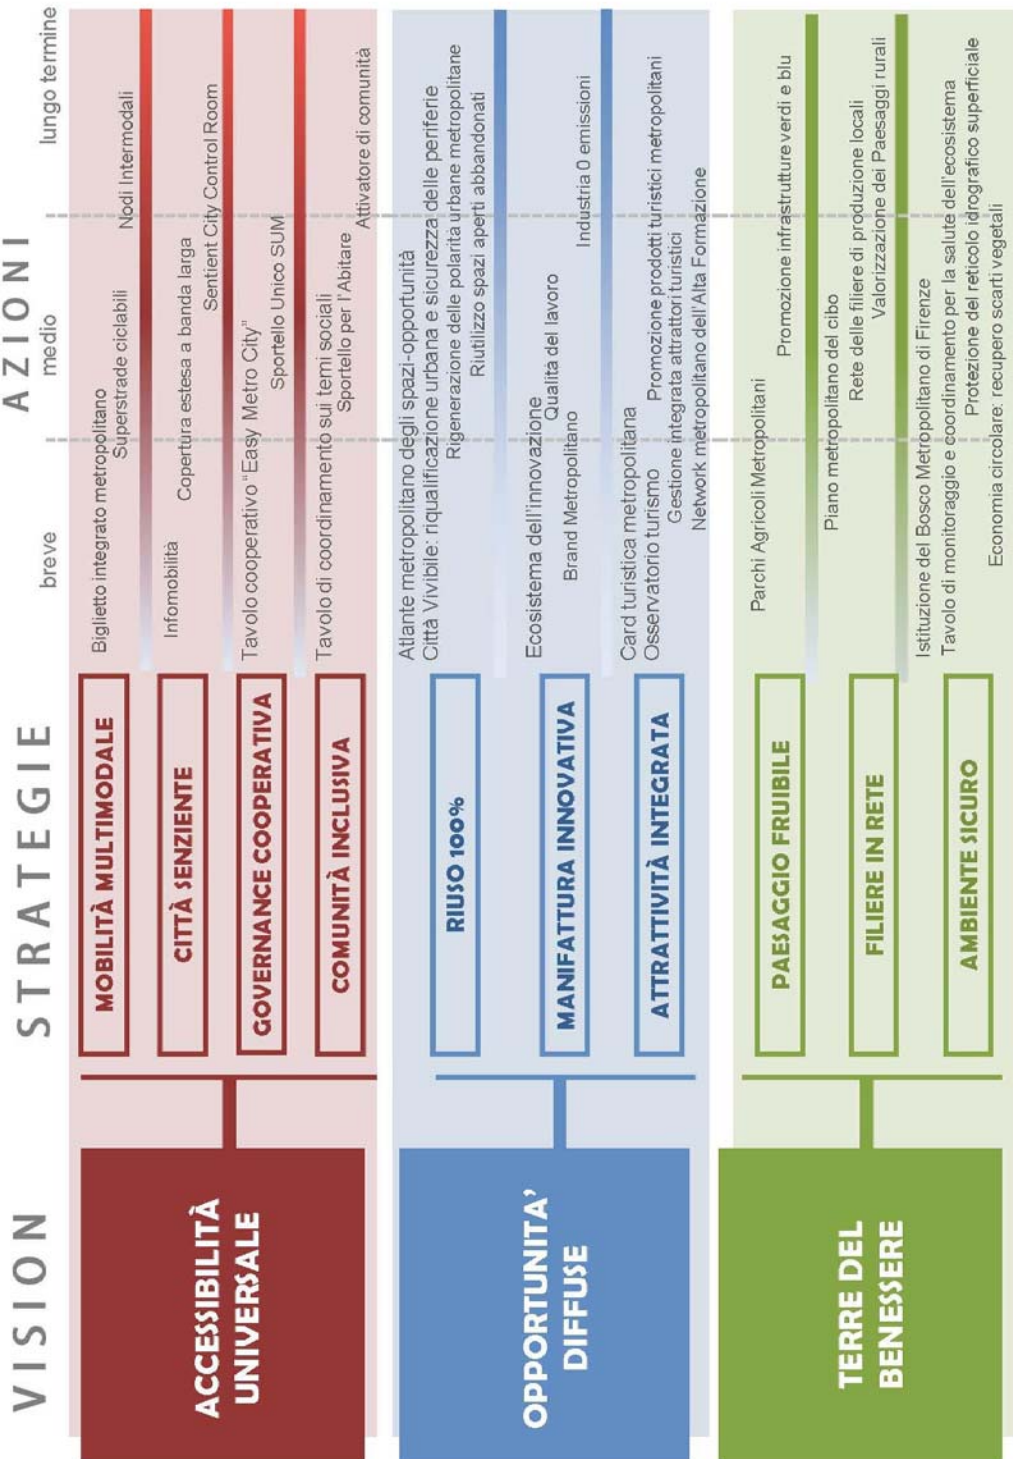 VISION
STRATEGIE
AZIONI
breve
medio
lungo termine
ACCESSIBILITÀ
UNIVERSALE
MOBILITÀ MULTIMODALE
Biglietto integrato metropolitano
Superstrade ciclabili
Nodi Intermodali
CITTÀ SENZIENTE
Infomobilità
Copertura estesa a banda larga
Sentient City Control Room
GOVERNANCE COOPERATIVA
Tavolo cooperativo "Easy Metro City"
Sportello Unico SUM
COMUNITÀ INCLUSIVA
Tavolo di coordinamento sui temi sociali
Sportello per l'Abitare
Attivatore di comunità
OPPORTUNITA'
DIFFUSE
RIUSO 100%
Atlante metropolitano degli spazi-opportunità
Città Vivibile: riqualificazione urbana e sicurezza delle periferie
Rigenerazione delle polarità urbane metropolitane
Riutilizzo spazi aperti abbandonati
MANIFATTURA INNOVATIVA
Ecosistema dell'innovazione
Qualità del lavoro
Brand Metropolitano
Industria 0 emissioni
ATTRATTIVITÀ INTEGRATA
Card turistica metropolitana
Osservatorio turismo
Promozione prodotti turistici metropolitani
Gestione integrata attrattori turistici
Network metropolitano dell'Alta Formazione
TERRE DEL
BENESSERE
PAESAGGIO FRUIBILE
Parchi Agricoli Metropolitani
Promozione infrastrutture verdi e blu
FILIERE IN RETE
Piano metropolitano del cibo
Rete delle filiere di produzione locali
Valorizzazione dei Paesaggi rurali
AMBIENTE SICURO
Istituzione del Bosco Metropolitano di Firenze
Tavolo di monitoraggio e coordinamento per la salute dell'ecosistema
Protezione del reticolo idrografico superficiale
Economia circolare: recupero scarti vegetali